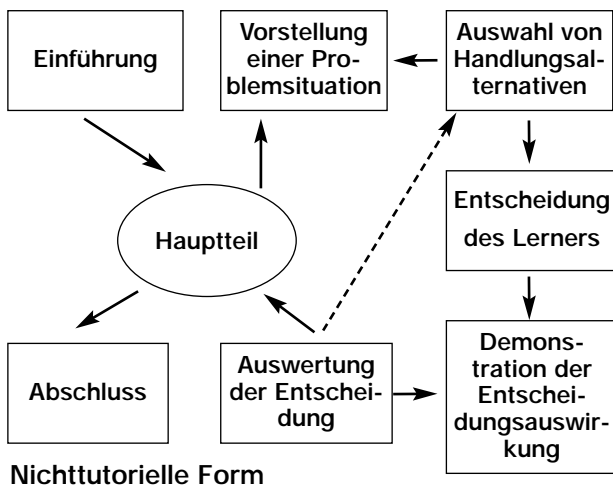 Einführung
Vorstellung
einer Pro-
blemsituation
Auswahl von
Handlungsal-
ternativen
Hauptteil
Entscheidung
des Lerners
Abschluss
Auswertung
der Entschei-
dung
Demons-
tration der
Entschei-
dungsauswir-
kung
Nichttutorielle Form